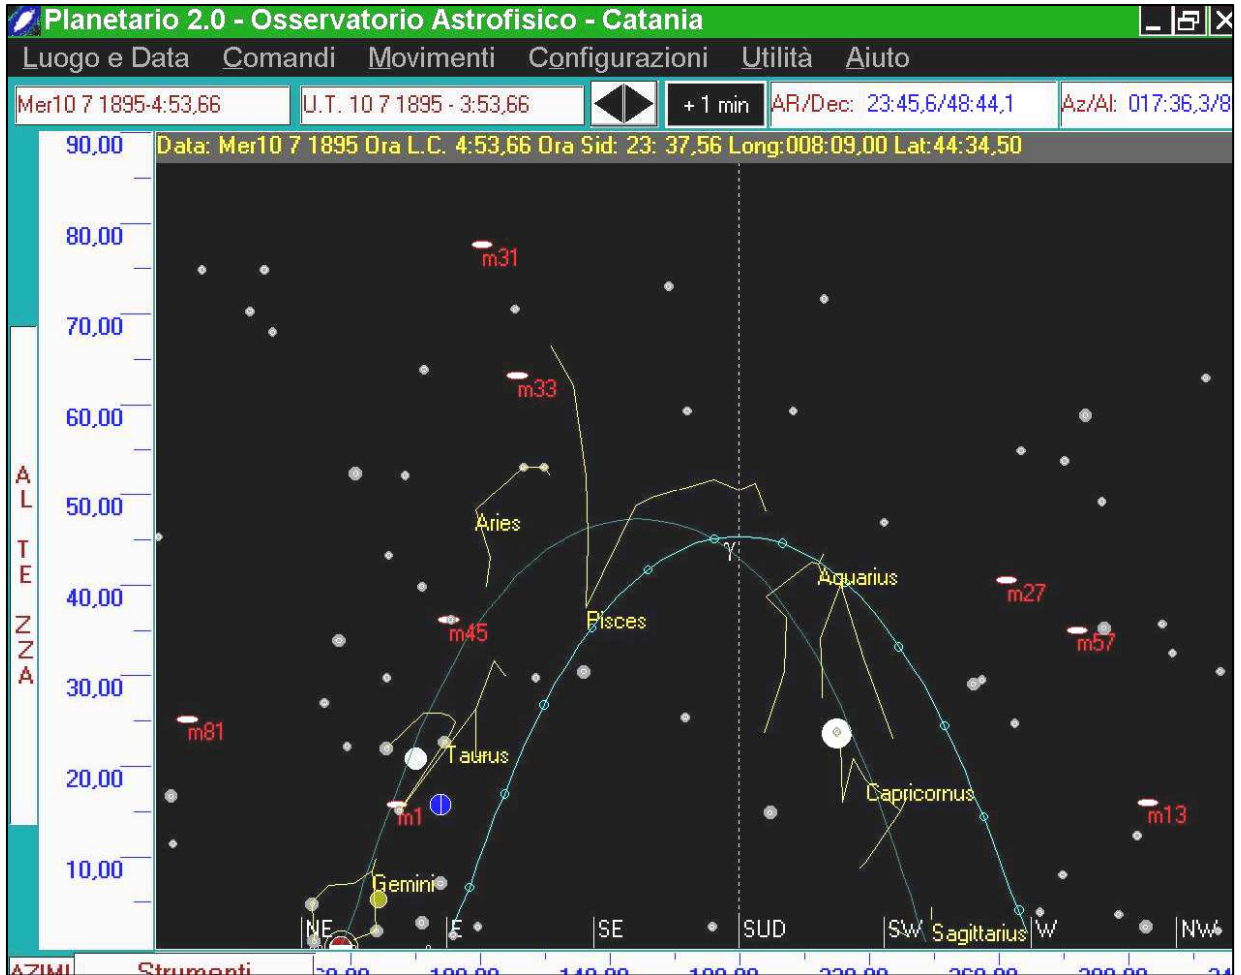 Planetario 2.0 - Osservatorio Astrofisico - Catania
Luogo e Data Comandi Movimenti Configurazioni Utilità Aiuto
Mer10 7 1895-4:53,66 U.T. 10 7 1895 - 3:53,66 + 1 min AR/Dec: 23:45,6/48:44,1 Az/Al: 017:36,3/8
90,00 Data: Mer10 7 1895 Ora L.C. 4:53,66 Ora Sid: 23: 37,56 Long:008:09,00 Lat:44:34,50
80,00
m31
70,00
m33
60,00
ALTEZZA
50,00
Aries
γ
Aquarius
40,00
m27
Pisces
m45
m57
30,00
m81
Taurus
20,00
Capricornus
m1
m13
10,00
Gemini
NE E SE SUD SW Sagittarius W NW
AZIMU Strumenti